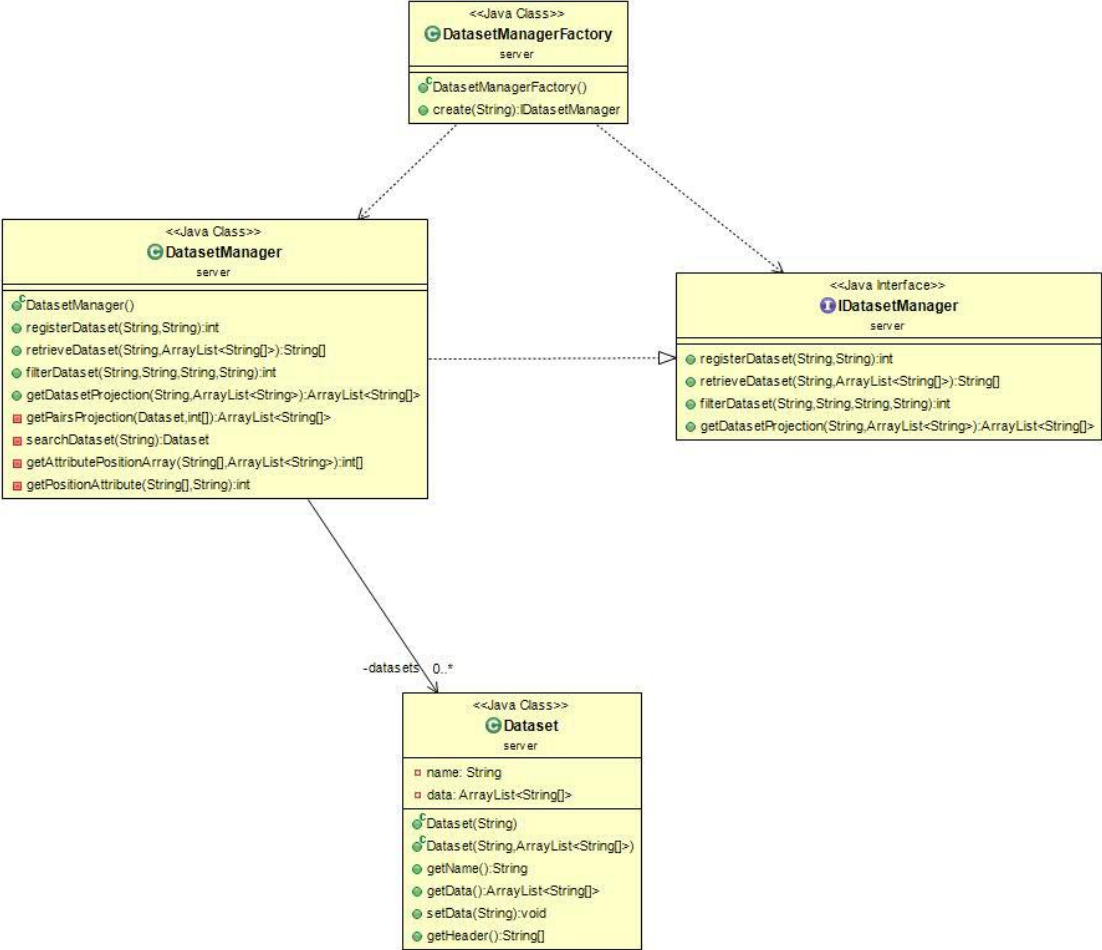 <<Java Class>>
DatasetManagerFactory
server
DatasetManagerFactory()
create(String):IDatasetManager
<<Java Class>>
DatasetManager
server
DatasetManager()
registerDataset(String,String):int
retrieveDataset(String,ArrayList<String[]>):String[]
filterDataset(String,String,String,String):int
getDatasetProjection(String,ArrayList<String>):ArrayList<String[]>
getPairsProjection(Dataset,int[]):ArrayList<String[]>
searchDataset(String):Dataset
getAttributePositionArray(String[],ArrayList<String>):int[]
getPositionAttribute(String[],String):int
<<Java Interface>>
IDatasetManager
server
registerDataset(String,String):int
retrieveDataset(String,ArrayList<String[]>):String[]
filterDataset(String,String,String,String):int
getDatasetProjection(String,ArrayList<String>):ArrayList<String[]>
-datasets 0..*
<<Java Class>>
Dataset
server
name: String
data: ArrayList<String[]>
Dataset(String)
Dataset(String,ArrayList<String[]>)
getName():String
getData():ArrayList<String[]>
setData(String):void
getHeader():String[]